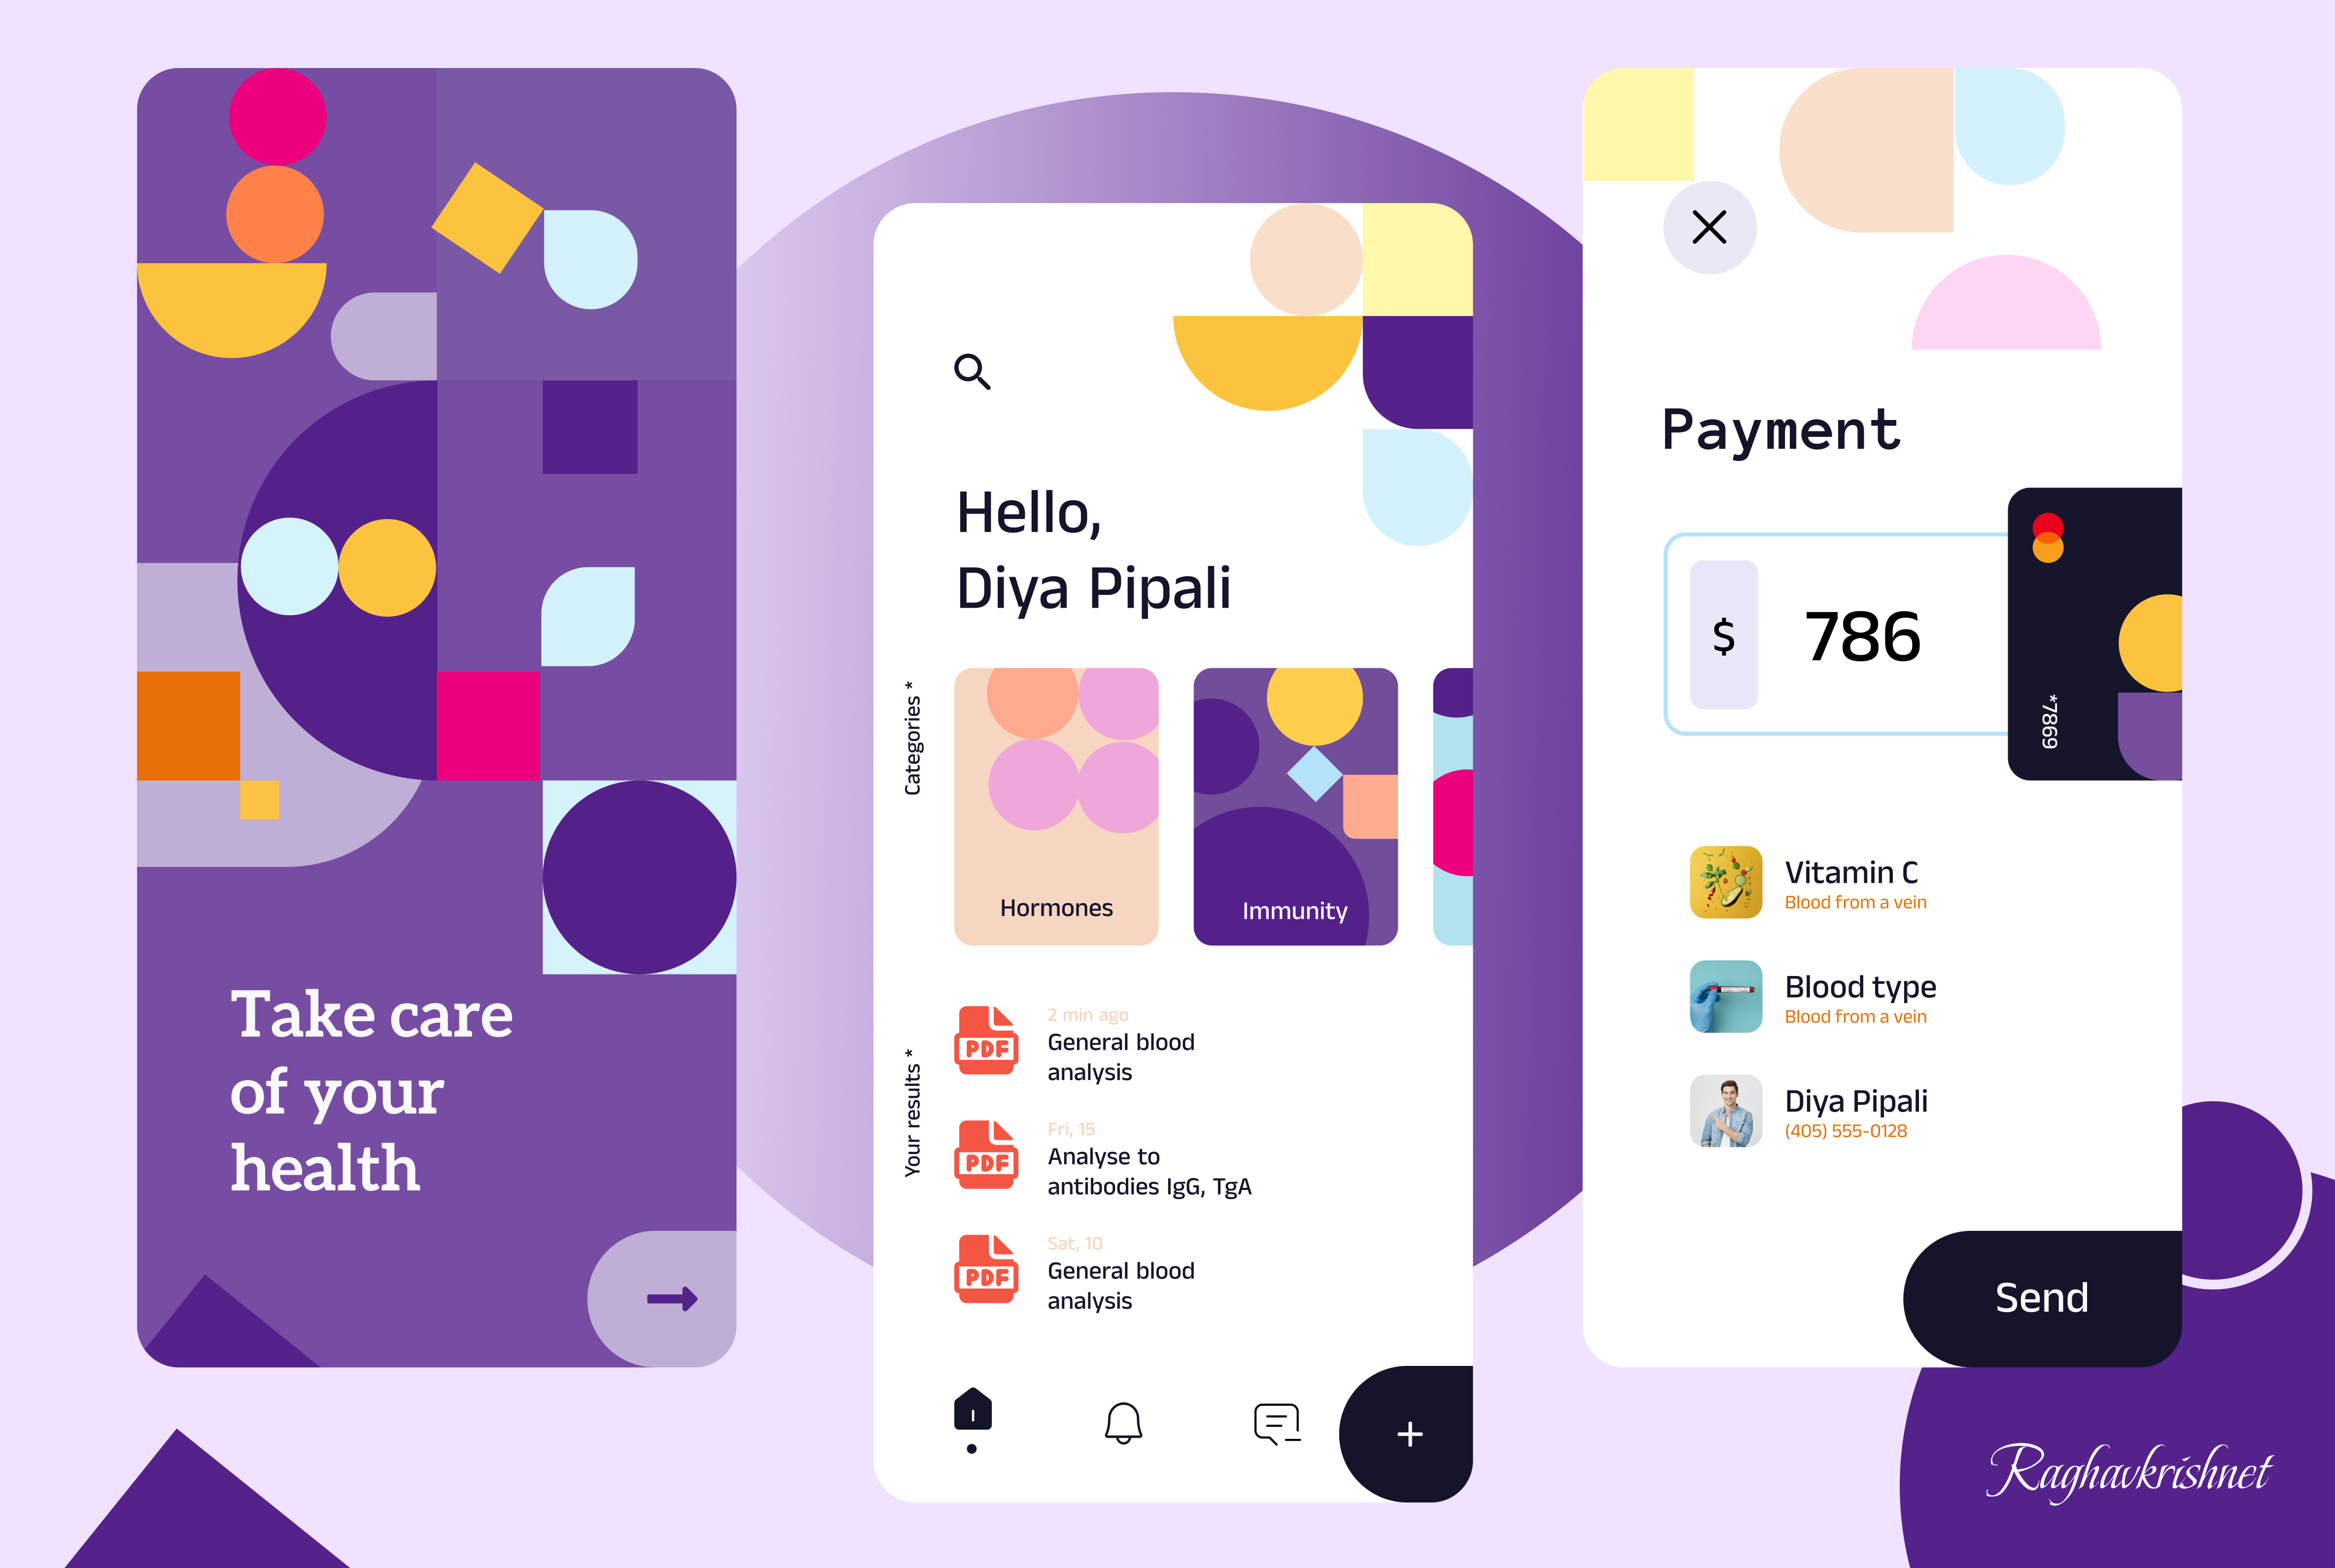 Take care
of your
health
Hello,
Diya Pipali
Categories *
Hormones
Immunity
Your results *
PDF
2 min ago
General blood
analysis
PDF
Fri, 15
Analyse to
antibodies IgG, TgA
PDF
Sat, 10
General blood
analysis
+
Payment
$
786
*7869
Vitamin C
Blood from a vein
Blood type
Blood from a vein
Diya Pipali
(405) 555-0128
Send
Raghavkrishnet